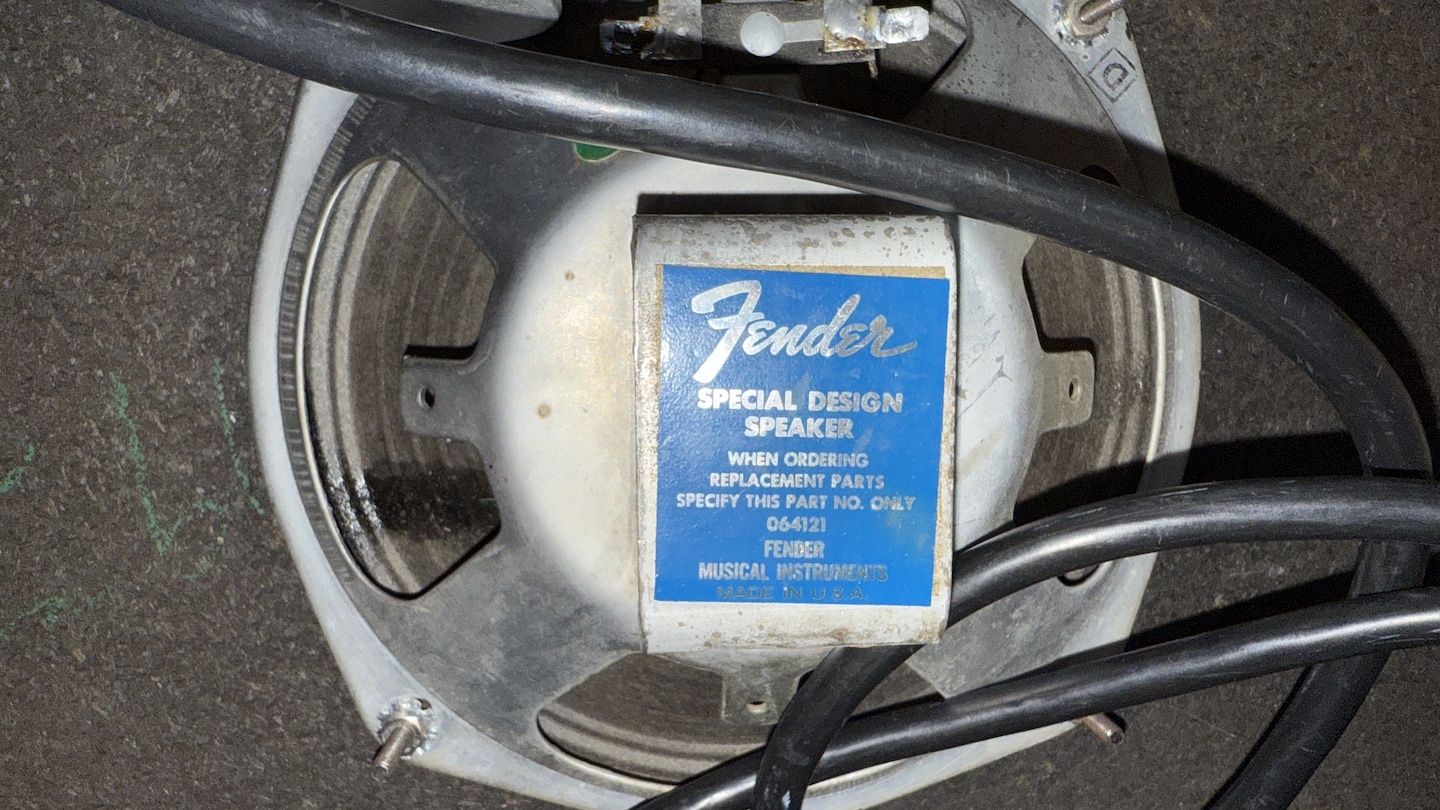 D
Fender
SPECIAL DESIGN
SPEAKER
WHEN ORDERING
REPLACEMENT PARTS
SPECIFY THIS PART NO. ONLY
064121
FENDER
MUSICAL INSTRUMENTS
MADE IN U.S.A.